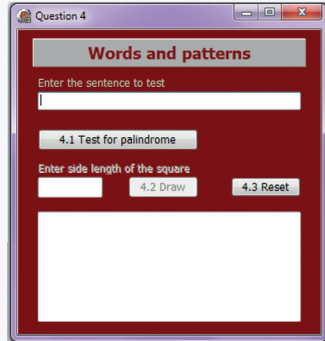 Question 4
Words and patterns
Enter the sentence to test
4.1 Test for palindrome
Enter side length of the square
4.2 Draw
4.3 Reset